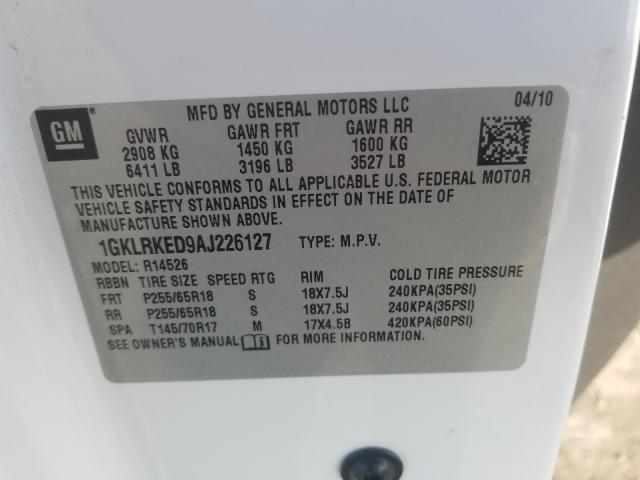 MFD BY GENERAL MOTORS LLC 04/10
GM
GVWR GAWR FRT GAWR RR
2908 KG 1450 KG 1600 KG
6411 LB 3196 LB 3527 LB
THIS VEHICLE CONFORMS TO ALL APPLICABLE U.S. FEDERAL MOTOR
VEHICLE SAFETY STANDARDS IN EFFECT ON THE DATE OF
MANUFACTURE SHOWN ABOVE.
1GKLRKED9AJ226127 TYPE: M.P.V.
MODEL: R14526
RBBN TIRE SIZE SPEED RTG RIM COLD TIRE PRESSURE
FRT P255/65R18 S 18X7.5J 240KPA(35PSI)
RR P255/65R18 S 18X7.5J 240KPA(35PSI)
SPA T145/70R17 M 17X4.5B 420KPA(60PSI)
SEE OWNER'S MANUAL FOR MORE INFORMATION